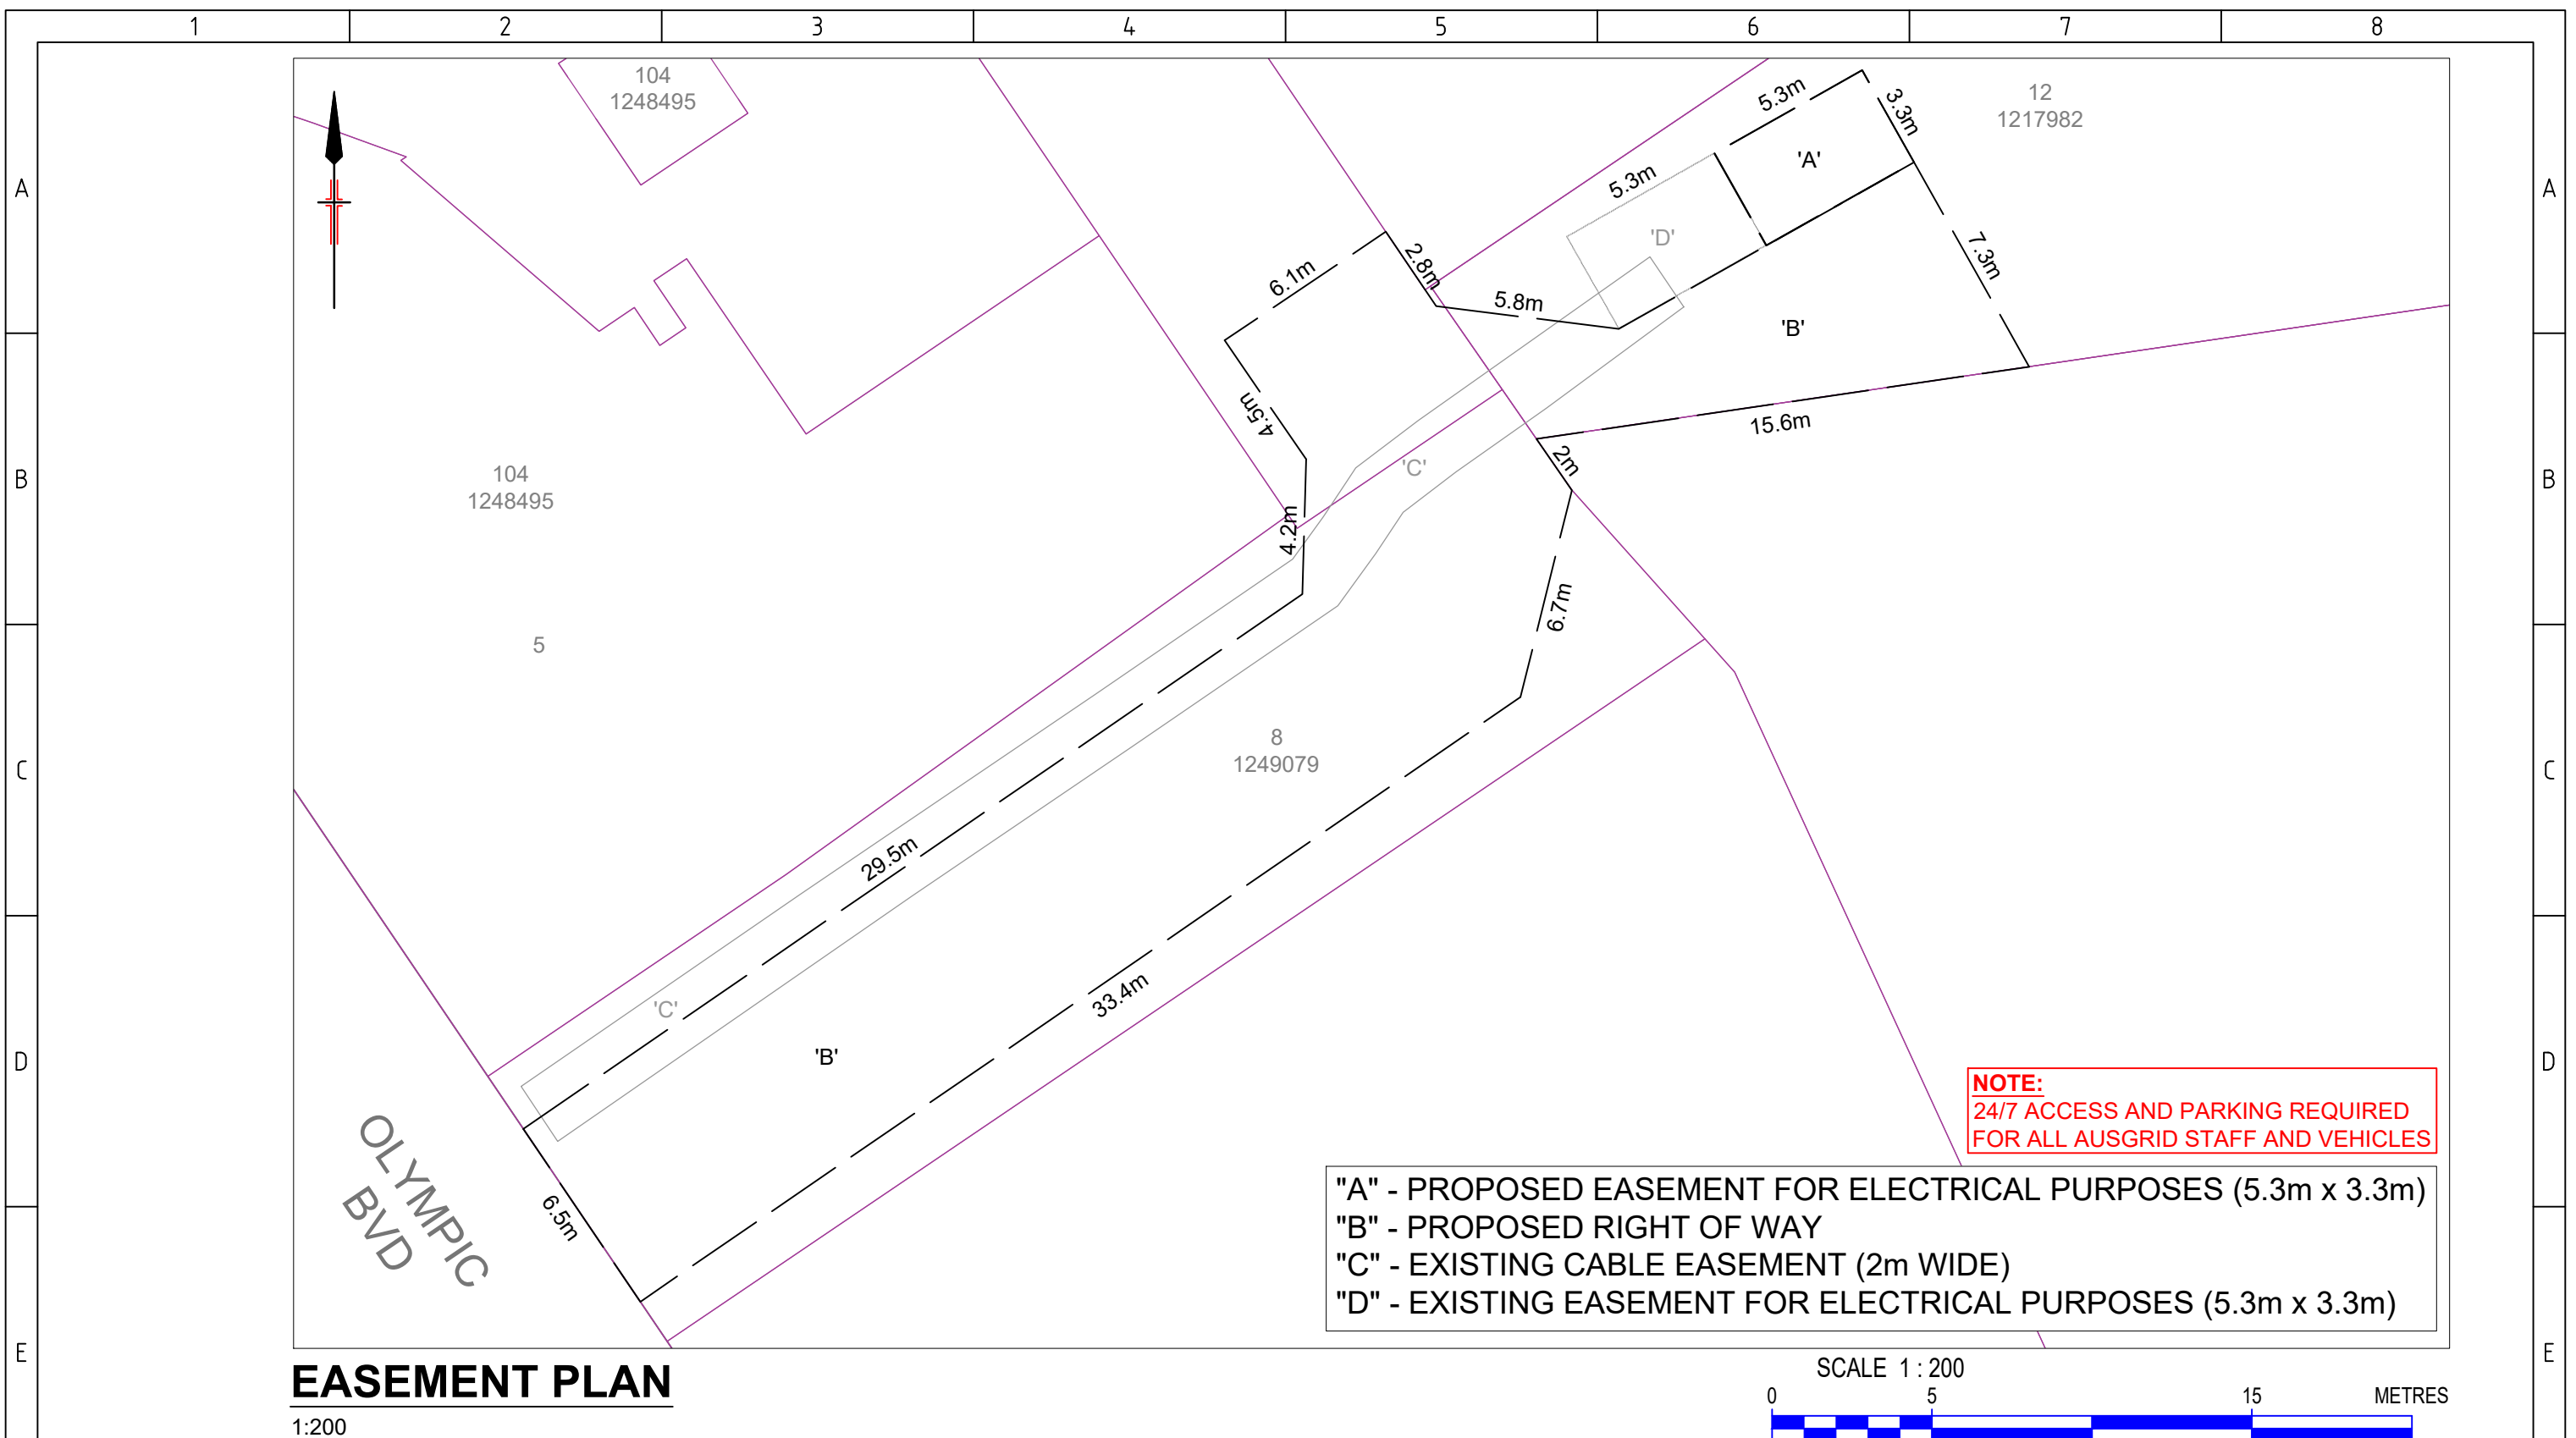 1 2 3 4 5 6 7 8
A
B
C
D
E
A
B
C
D
E
104
1248495
12
1217982
5.3m
3.3m
'A'
5.3m
'D'
7.3m
2.8m
6.1m
5.8m
'B'
4.5m
15.6m
2m
'C'
104
1248495
4.2m
6.7m
5
8
1249079
29.5m
33.4m
'C'
'B'
6.5m
OLYMPIC
BVD
NOTE:
24/7 ACCESS AND PARKING REQUIRED
FOR ALL AUSGRID STAFF AND VEHICLES
"A" - PROPOSED EASEMENT FOR ELECTRICAL PURPOSES (5.3m x 3.3m)
"B" - PROPOSED RIGHT OF WAY
"C" - EXISTING CABLE EASEMENT (2m WIDE)
"D" - EXISTING EASEMENT FOR ELECTRICAL PURPOSES (5.3m x 3.3m)
EASEMENT PLAN
1:200
SCALE 1 : 200
0 5 15 METRES